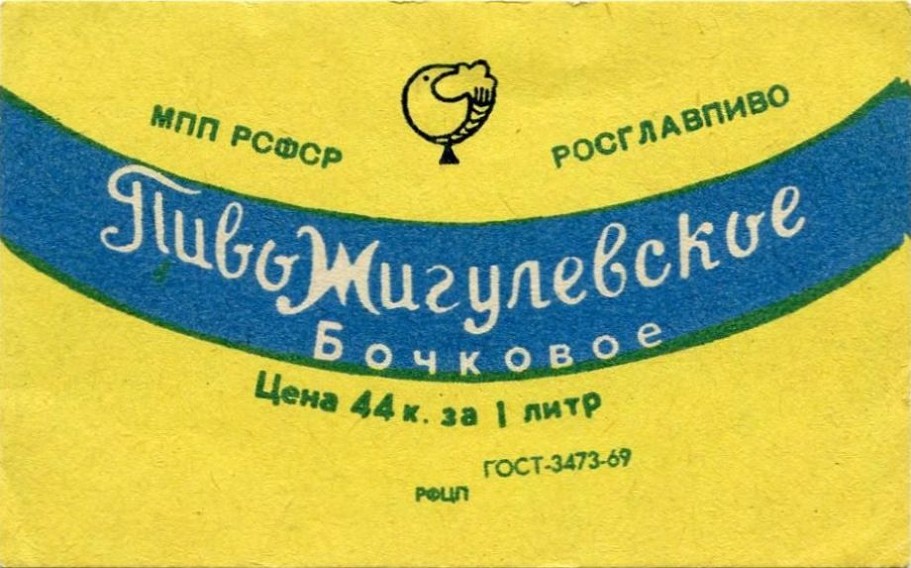 МПП РСФСР
РОСГЛАВПИВО
Пиво Жигулевское
Бочковое
Цена 44 к. за 1 литр
ГОСТ-3473-69
РФЦП